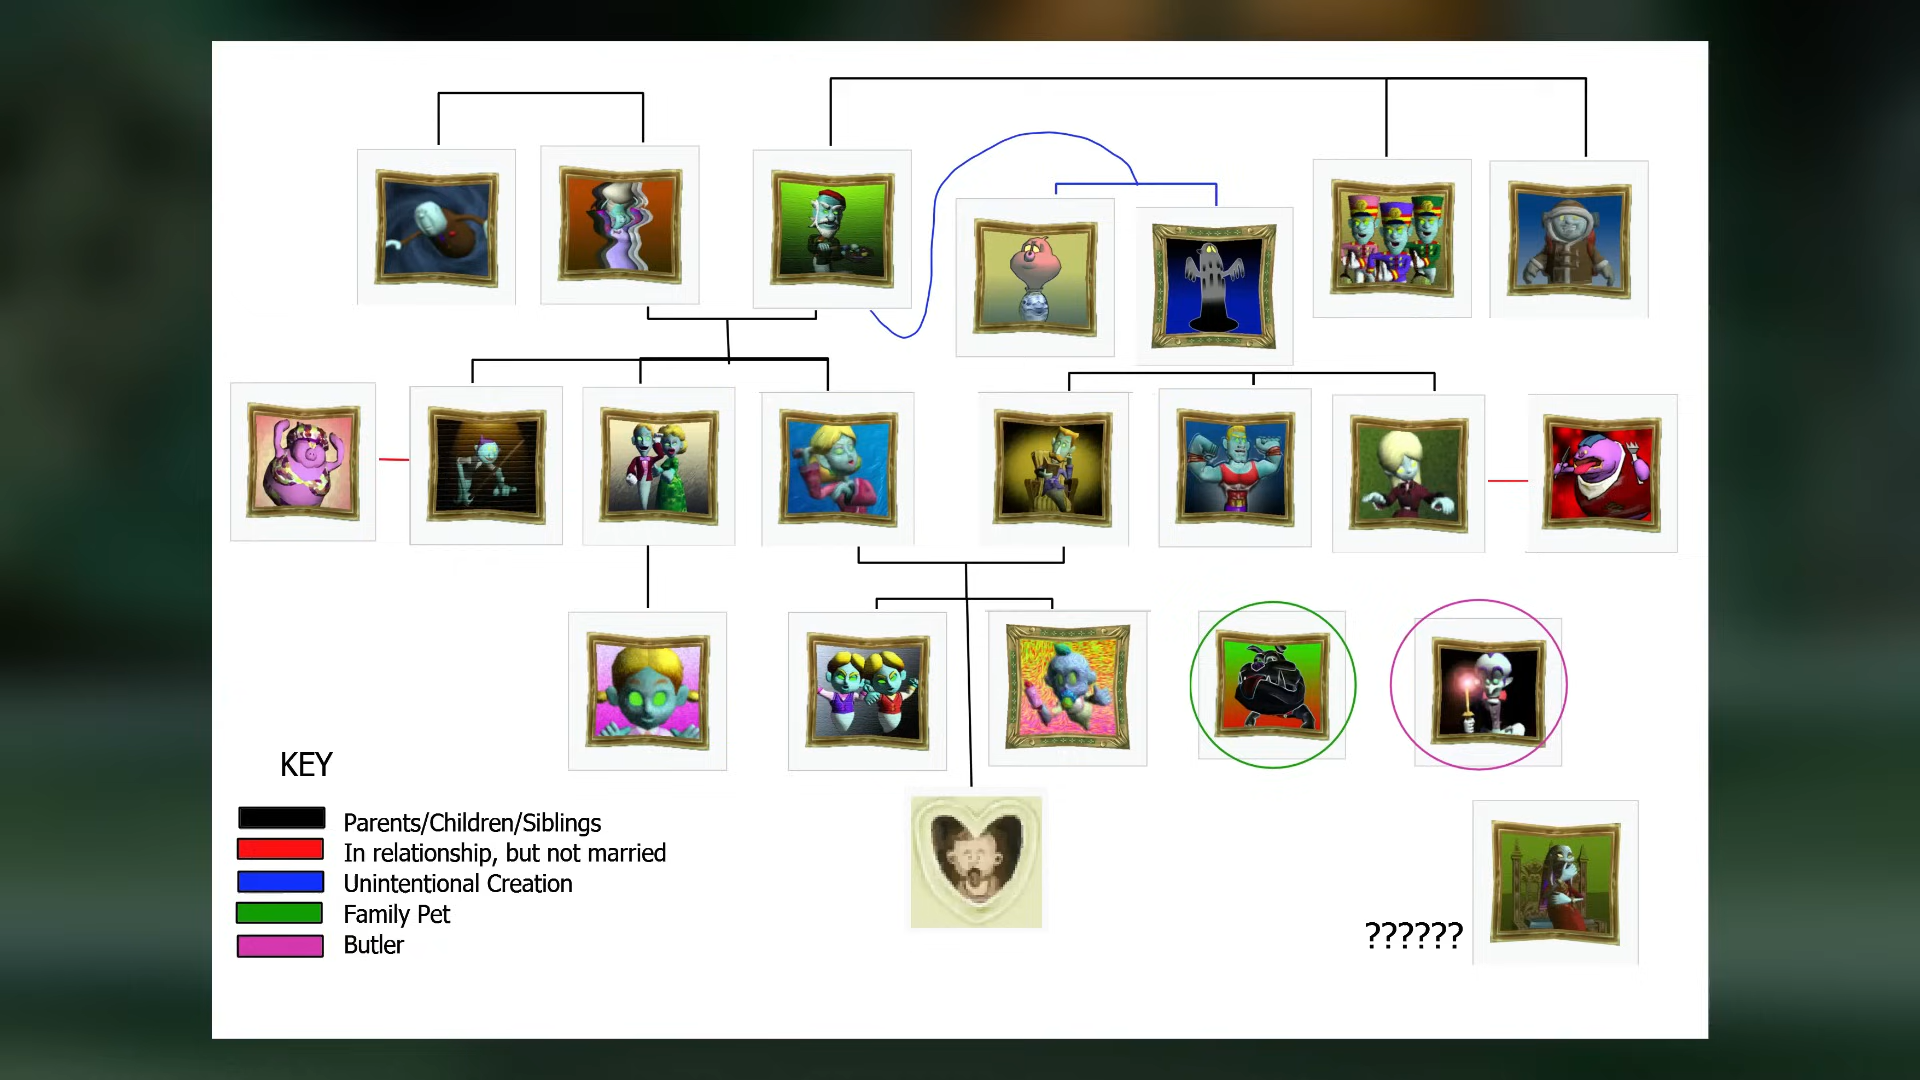 KEY
Parents/Children/Siblings
In relationship, but not married
Unintentional Creation
Family Pet
Butler
??????